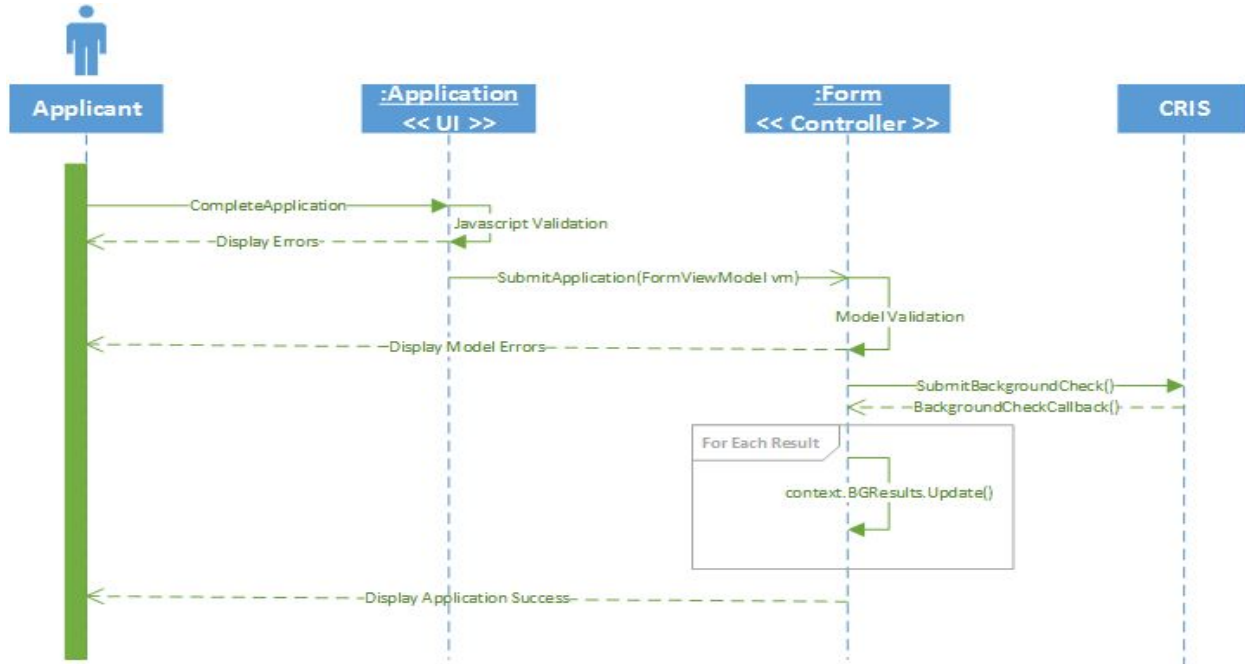 Applicant
:Application
<< UI >>
:Form
<< Controller >>
CRIS
CompleteApplication
Javascript Validation
Display Errors
SubmitApplication(FormViewModel vm)
Model Validation
Display Model Errors
SubmitBackgroundCheck()
BackgroundCheckCallback()
For Each Result
context.BGResults.Update()
Display Application Success